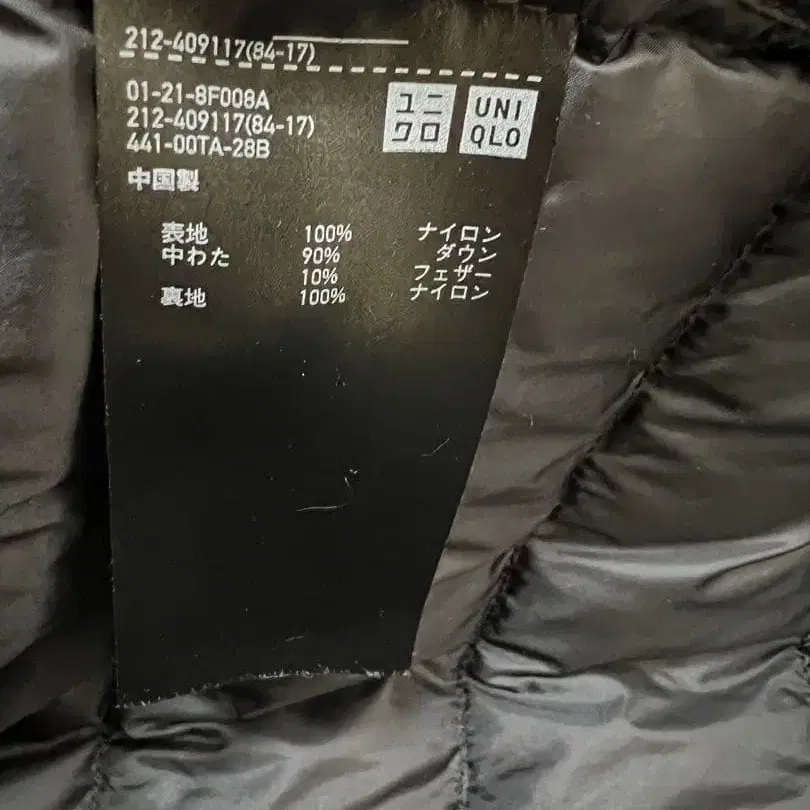 212-409117(84-17)
01-21-8F008A
212-409117(84-17)
441-00TA-28B
中国製
ユニ
クロ
UNI
QLO
表地 100% ナイロン
中わた 90% ダウン
10% フェザー
裏地 100% ナイロン